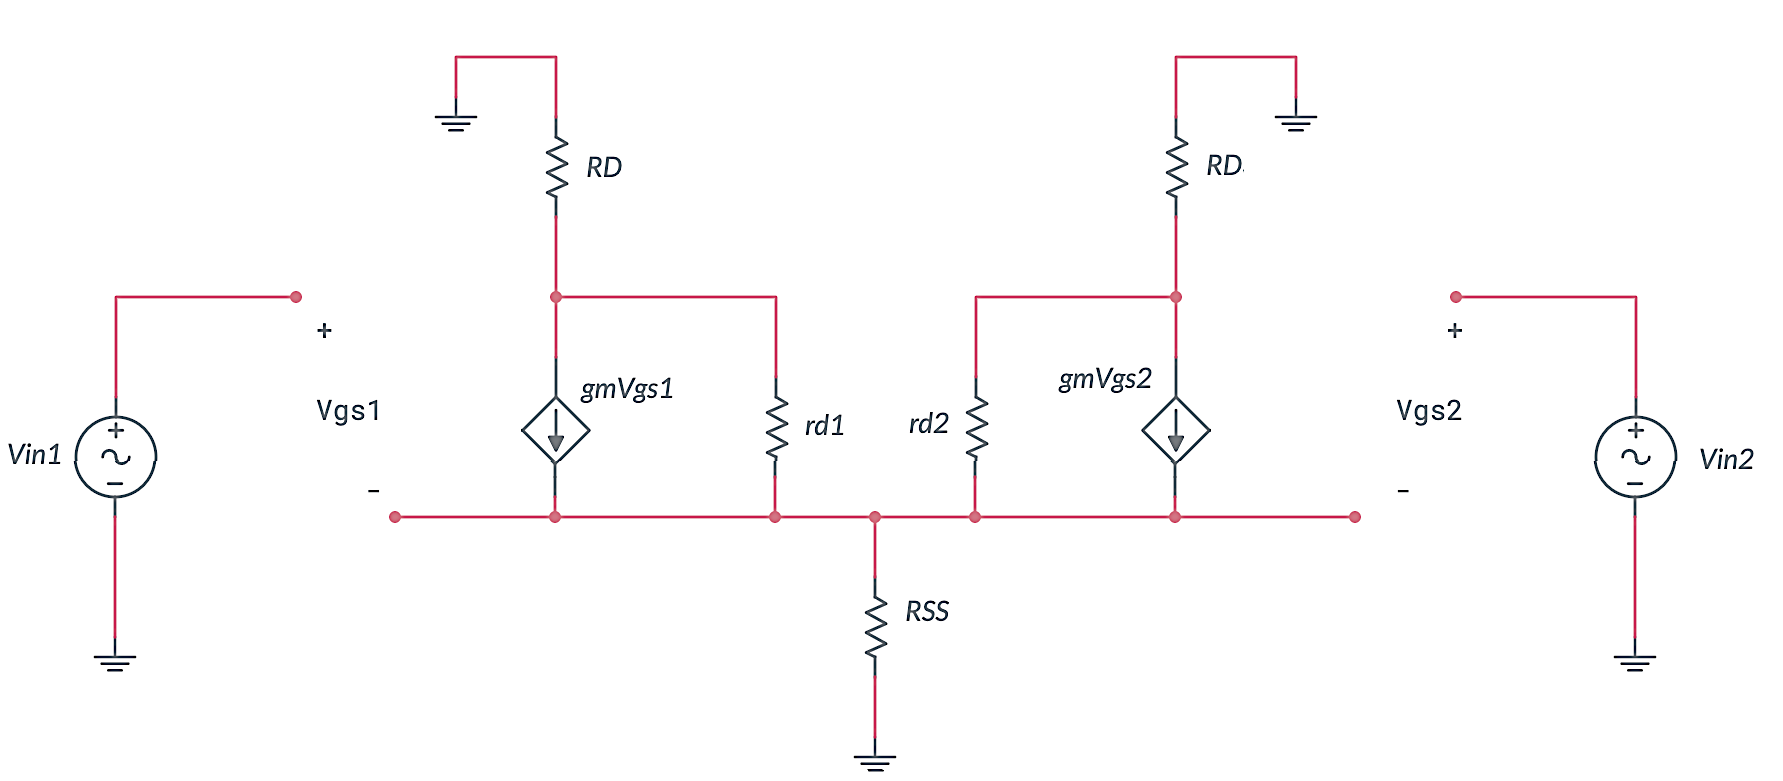 RD
RD
+
+
gmVgs1
gmVgs2
Vgs1
Vgs2
rd1
rd2
Vin1
Vin2
-
-
RSS